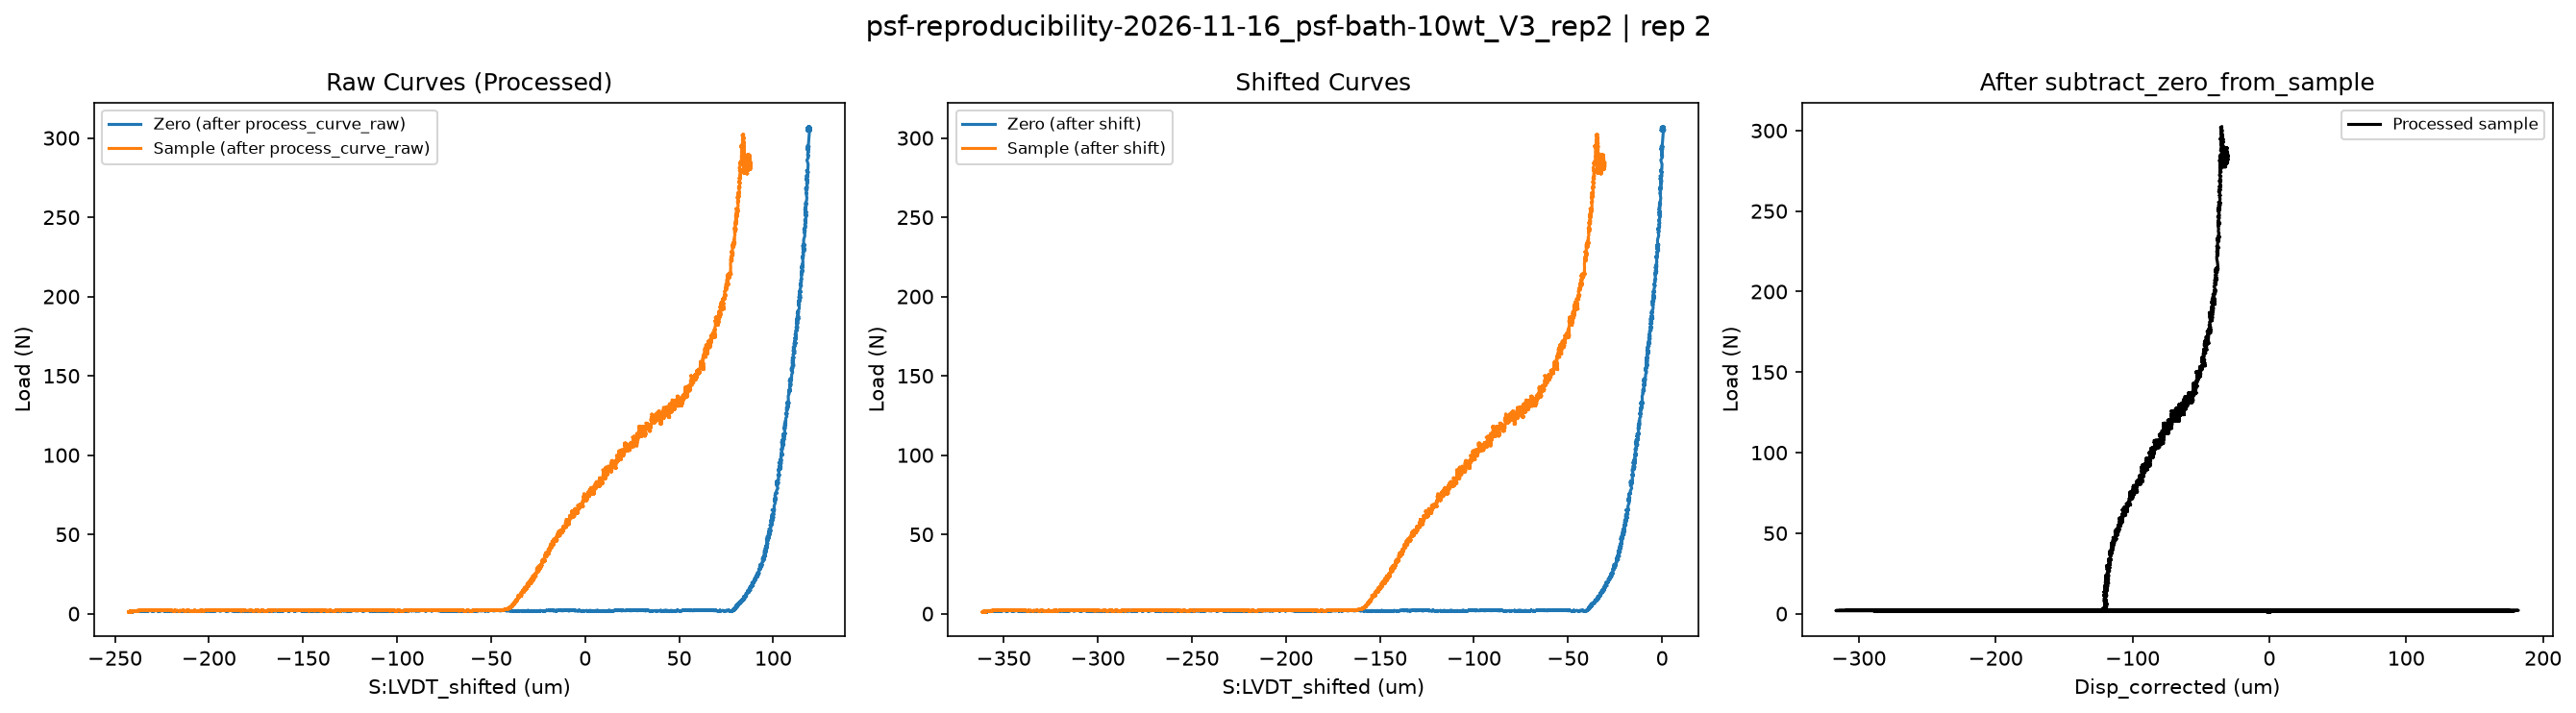 psf-reproducibility-2026-11-16_psf-bath-10wt_V3_rep2 | rep 2
Raw Curves (Processed)
Zero (after process_curve_raw)
Sample (after process_curve_raw)
Load (N)
300
250
200
150
100
50
0
−250 −200 −150 −100 −50 0 50 100
S:LVDT_shifted (um)
Shifted Curves
Zero (after shift)
Sample (after shift)
Load (N)
300
250
200
150
100
50
0
−350 −300 −250 −200 −150 −100 −50 0
S:LVDT_shifted (um)
After subtract_zero_from_sample
Processed sample
Load (N)
300
250
200
150
100
50
0
−300 −200 −100 0 100 200
Disp_corrected (um)